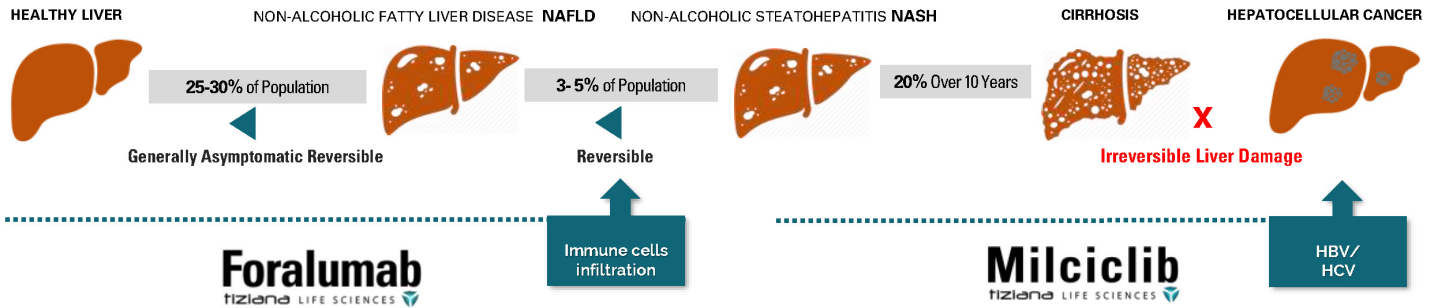 HEALTHY LIVER
NON-ALCOHOLIC FATTY LIVER DISEASE NAFLD
NON-ALCOHOLIC STEATOHEPATITIS NASH
CIRRHOSIS
HEPATOCELLULAR CANCER
25-30% of Population
3- 5% of Population
20% Over 10 Years
X
Generally Asymptomatic Reversible
Reversible
Irreversible Liver Damage
Immune cells
infiltration
HBV/
HCV
Foralumab
tiziana LIFE SCIENCES
Milciclib
tiziana LIFE SCIENCES